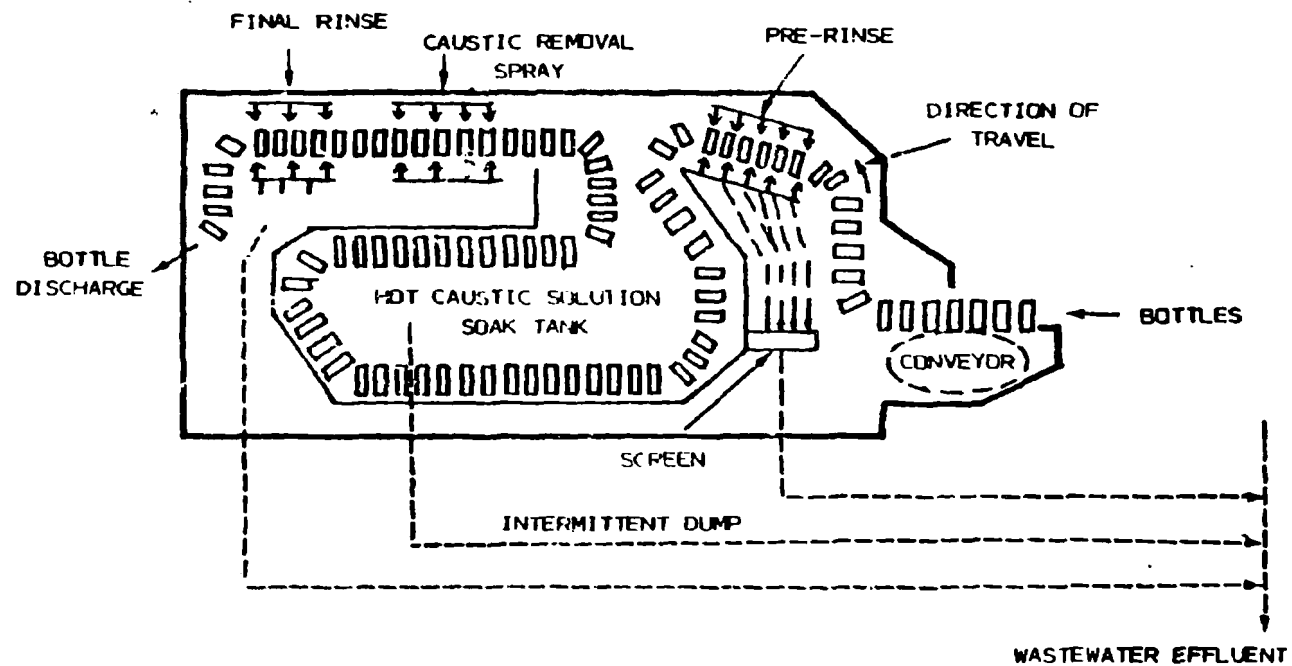 FINAL RINSE
CAUSTIC REMOVAL
SPRAY
PRE-RINSE
DIRECTION OF
TRAVEL
BOTTLE
DISCHARGE
HOT CAUSTIC SOLUTION
SOAK TANK
BOTTLES
CONVEYOR
SCREEN
INTERMITTENT DUMP
WASTEWATER EFFLUENT